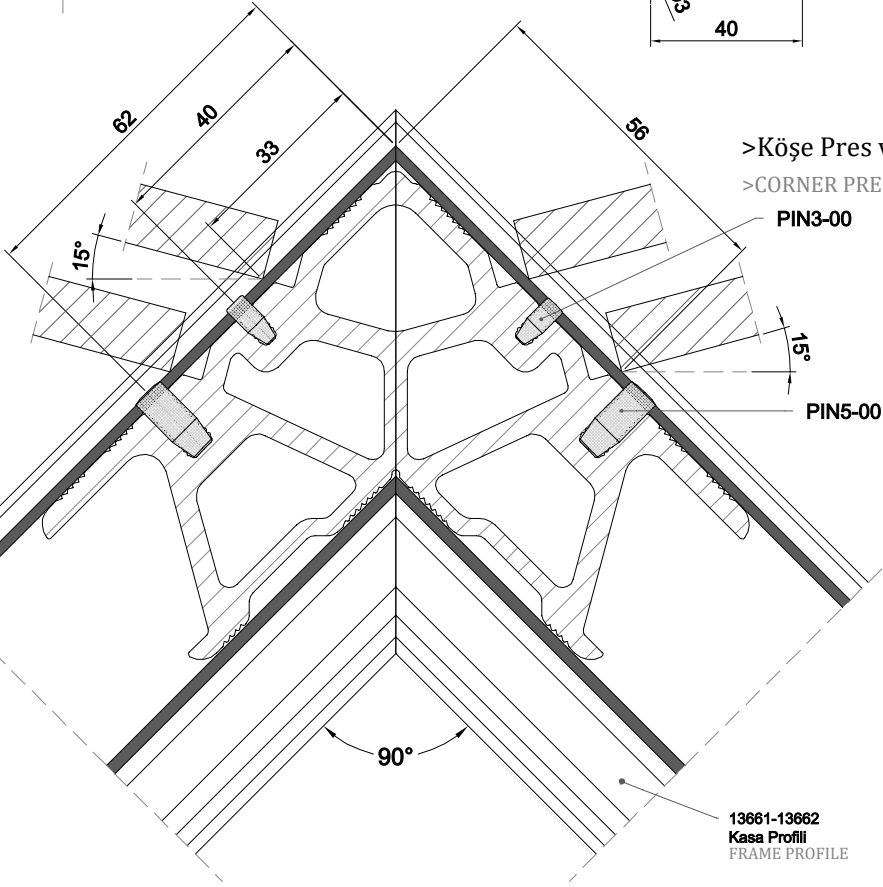 40
62
40
33
56
>Köşe Pres
>CORNER PRE
PIN3-00
15°
15°
PIN5-00
90°
13661-13662
Kasa Profili
FRAME PROFILE